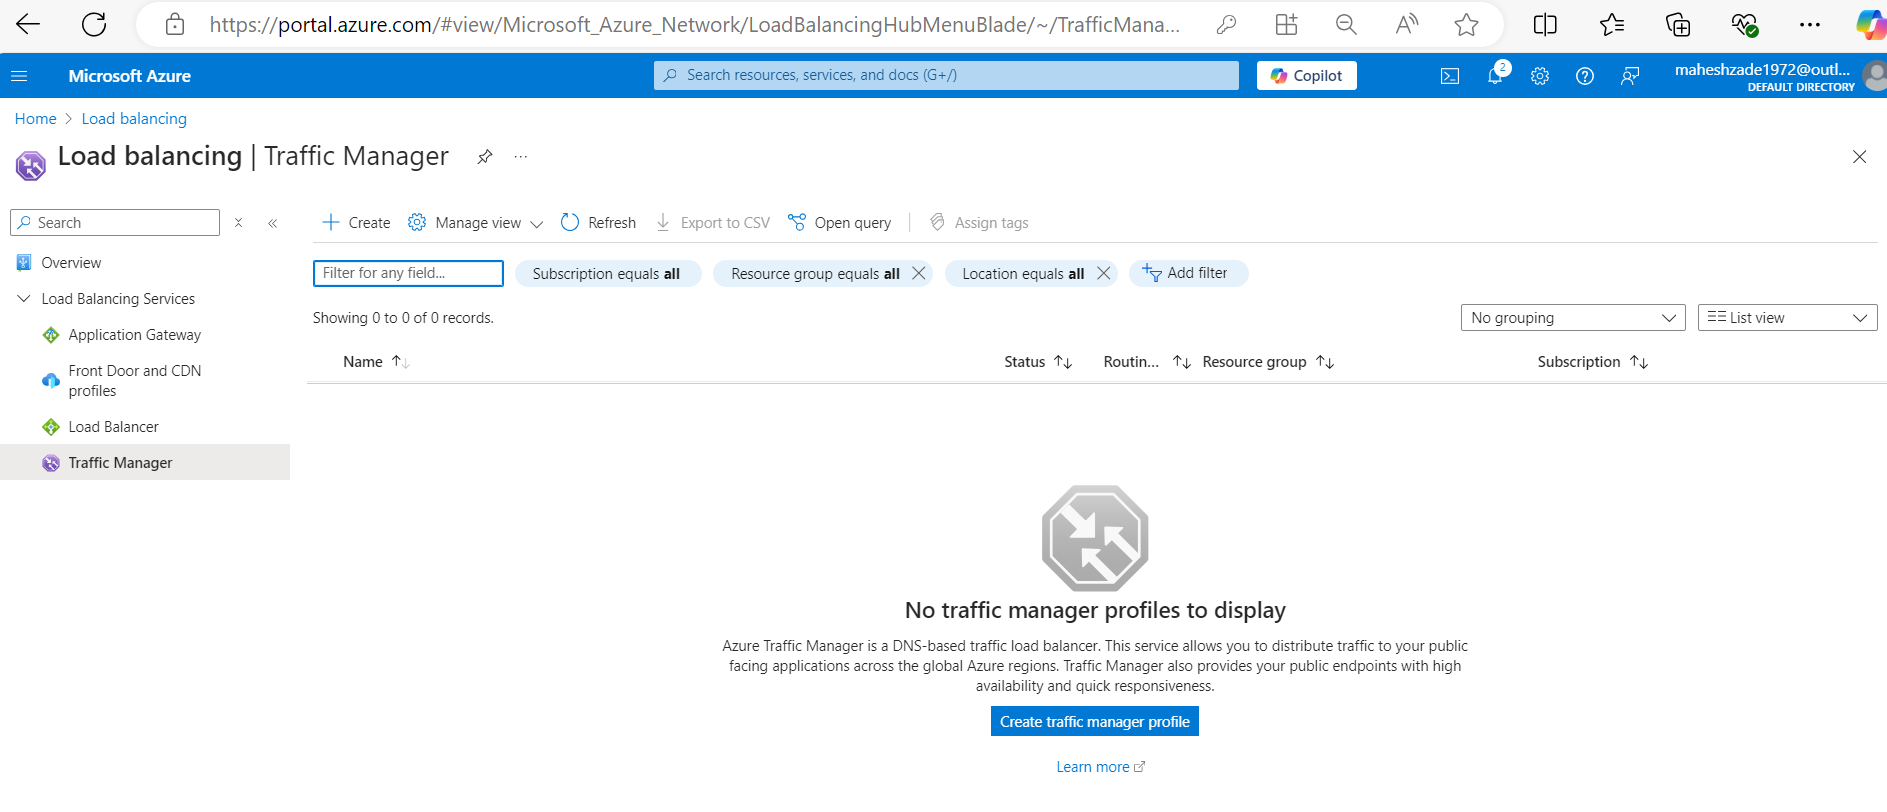 https://portal.azure.com/#view/Microsoft_Azure_Network/LoadBalancingHubMenuBlade/~/TrafficMana...
Microsoft Azure
Search resources, services, and docs (G+/)
Copilot
2
maheshzade1972@outl...
DEFAULT DIRECTORY
Home > Load balancing
Load balancing | Traffic Manager
...
Search
Create
Manage view
Refresh
Export to CSV
Open query
Assign tags
Overview
Load Balancing Services
Application Gateway
Front Door and CDN
profiles
Load Balancer
Traffic Manager
Filter for any field...
Subscription equals all
Resource group equals all
Location equals all
Add filter
Showing 0 to 0 of 0 records.
No grouping
List view
Name
Status
Routin...
Resource group
Subscription
No traffic manager profiles to display
Azure Traffic Manager is a DNS-based traffic load balancer. This service allows you to distribute traffic to your public
facing applications across the global Azure regions. Traffic Manager also provides your public endpoints with high
availability and quick responsiveness.
Create traffic manager profile
Learn more